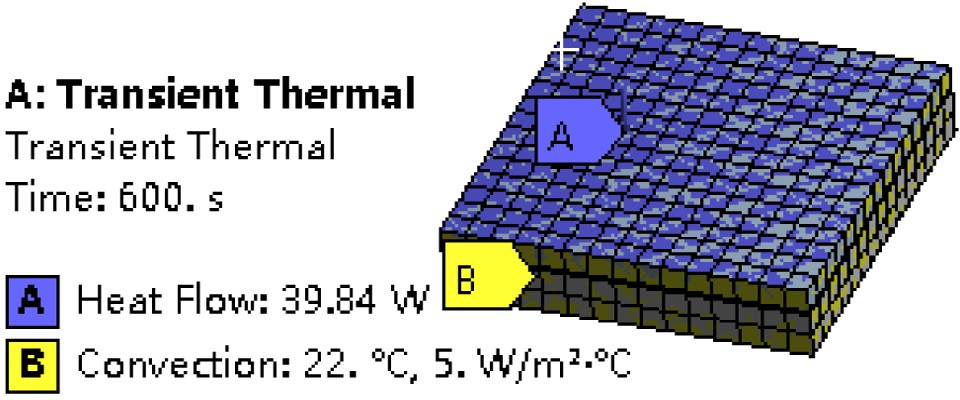 A: Transient Thermal
Transient Thermal
Time: 600. s
A Heat Flow: 39.84 W
B Convection: 22. °C, 5. W/m²·°C
A
B